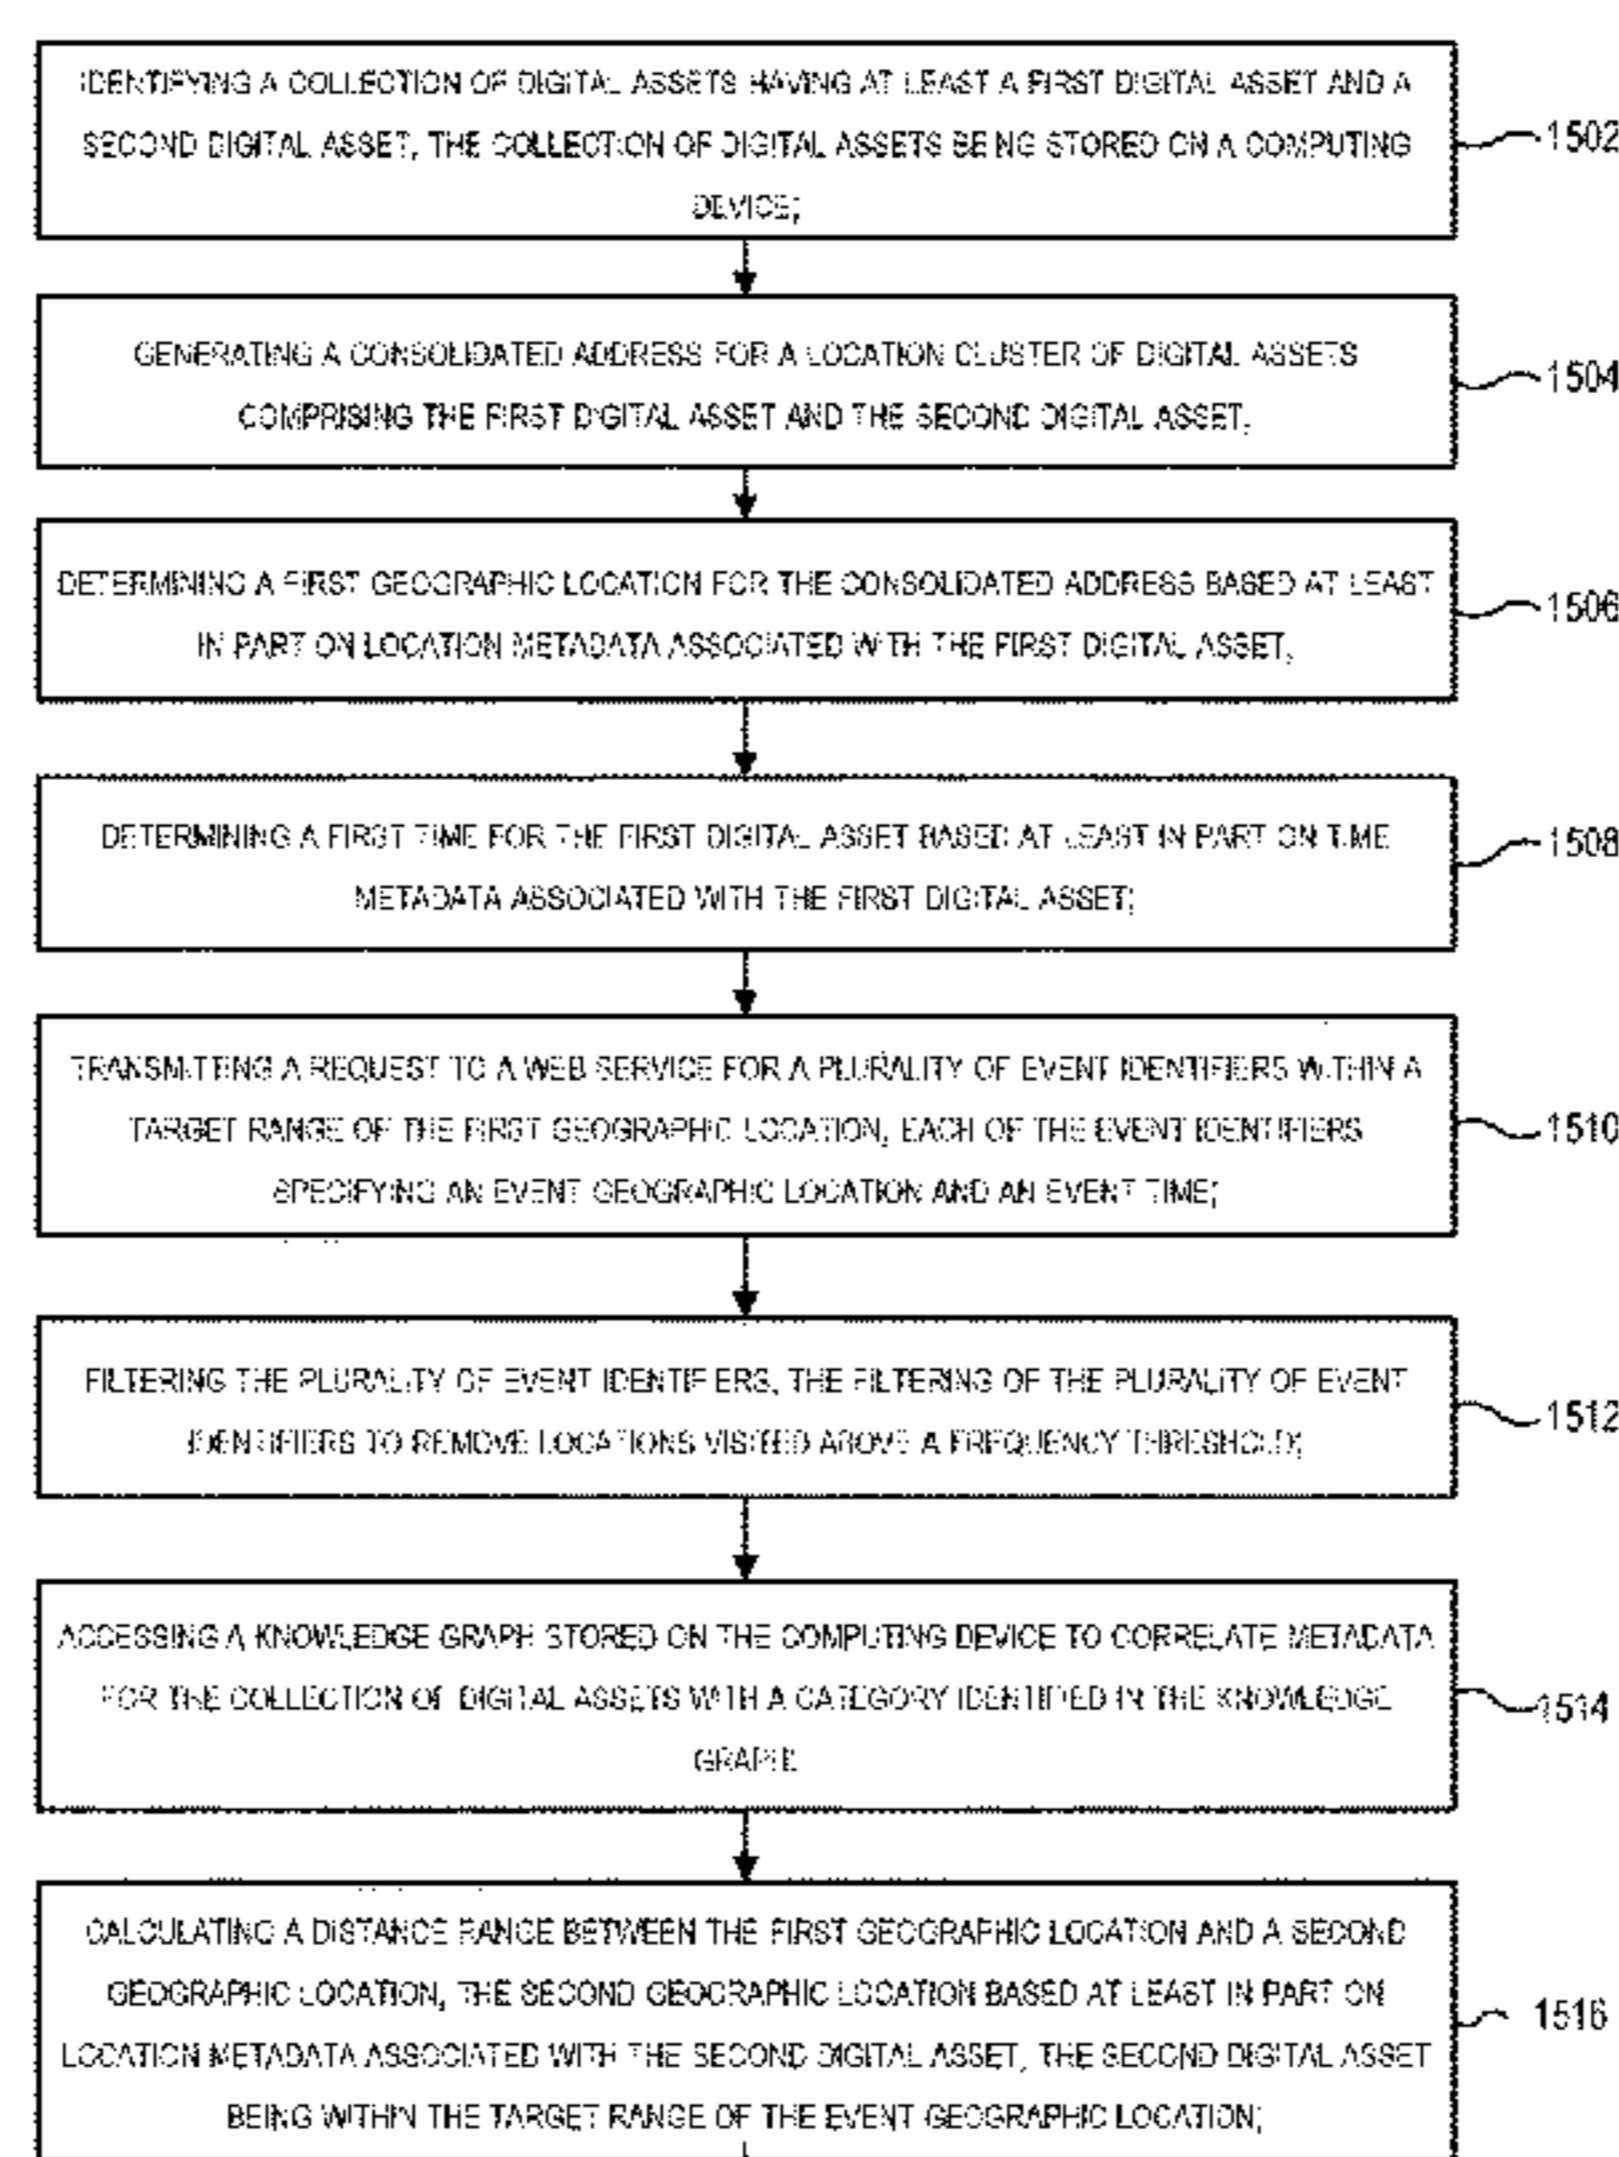 IDENTIFYING A COLLECTION OF DIGITAL ASSETS HAVING AT LEAST A FIRST DIGITAL ASSET AND A
SECOND DIGITAL ASSET, THE COLLECTION OF DIGITAL ASSETS BEING STORED ON A COMPUTING
DEVICE;
1502
GENERATING A CONSOLIDATED ADDRESS FOR A LOCATION CLUSTER OF DIGITAL ASSETS
COMPRISING THE FIRST DIGITAL ASSET AND THE SECOND DIGITAL ASSET;
1504
DETERMINING A FIRST GEOGRAPHIC LOCATION FOR THE CONSOLIDATED ADDRESS BASED AT LEAST
IN PART ON LOCATION METADATA ASSOCIATED WITH THE FIRST DIGITAL ASSET;
1506
DETERMINING A FIRST TIME FOR THE FIRST DIGITAL ASSET BASED AT LEAST IN PART ON TIME
METADATA ASSOCIATED WITH THE FIRST DIGITAL ASSET;
1508
TRANSMITTING A REQUEST TO A WEB SERVICE FOR A PLURALITY OF EVENT IDENTIFIERS WITHIN A
TARGET RANGE OF THE FIRST GEOGRAPHIC LOCATION, EACH OF THE EVENT IDENTIFIERS
SPECIFYING AN EVENT GEOGRAPHIC LOCATION AND AN EVENT TIME;
1510
FILTERING THE PLURALITY OF EVENT IDENTIFIERS, THE FILTERING OF THE PLURALITY OF EVENT
IDENTIFIERS TO REMOVE LOCATIONS VISITED ABOVE A FREQUENCY THRESHOLD;
1512
ACCESSING A KNOWLEDGE GRAPH STORED ON THE COMPUTING DEVICE TO CORRELATE METADATA
FOR THE COLLECTION OF DIGITAL ASSETS WITH A CATEGORY IDENTIFIED IN THE KNOWLEDGE
GRAPH;
1514
CALCULATING A DISTANCE RANGE BETWEEN THE FIRST GEOGRAPHIC LOCATION AND A SECOND
GEOGRAPHIC LOCATION, THE SECOND GEOGRAPHIC LOCATION BASED AT LEAST IN PART ON
LOCATION METADATA ASSOCIATED WITH THE SECOND DIGITAL ASSET, THE SECOND DIGITAL ASSET
BEING WITHIN THE TARGET RANGE OF THE EVENT GEOGRAPHIC LOCATION;
1516